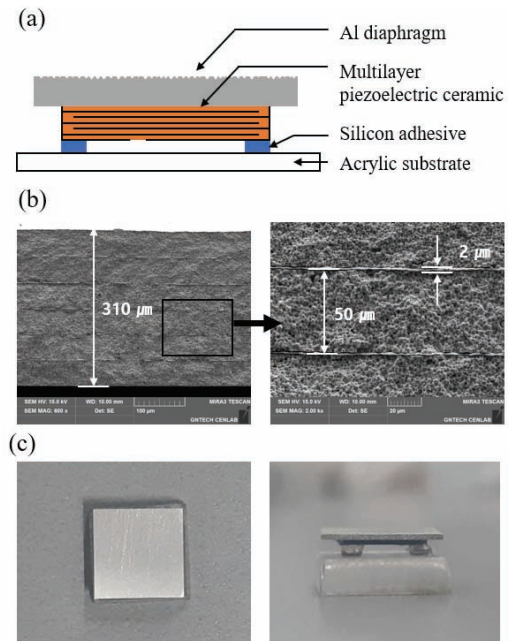 (a)
Al diaphragm
Multilayer
piezoelectric ceramic
Silicon adhesive
Acrylic substrate
(b)
310 ㎛
2 ㎛
50 ㎛
SEM HV: 15.0 kV WD: 10.00 mm MIRA3 TESCAN
SEM MAG: 600 x Det: SE 100 µm
GNTECH CENLAB
SEM HV: 15.0 kV WD: 10.00 mm MIRA3 TESCAN
SEM MAG: 2.00 kx Det: SE 20 µm
GNTECH CENLAB
(c)